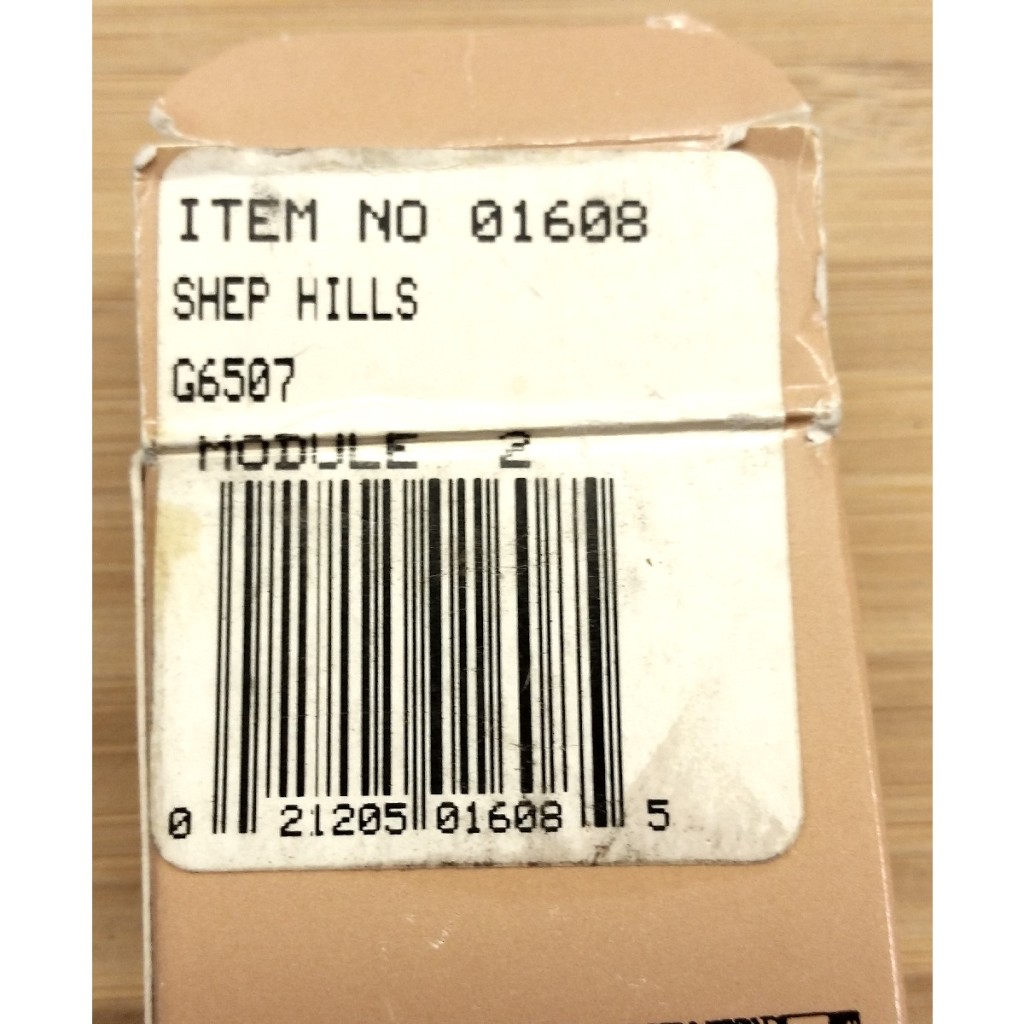 ITEM NO 01608
SHEP HILLS
G6507
MODULE 2
0 21205 01608 5